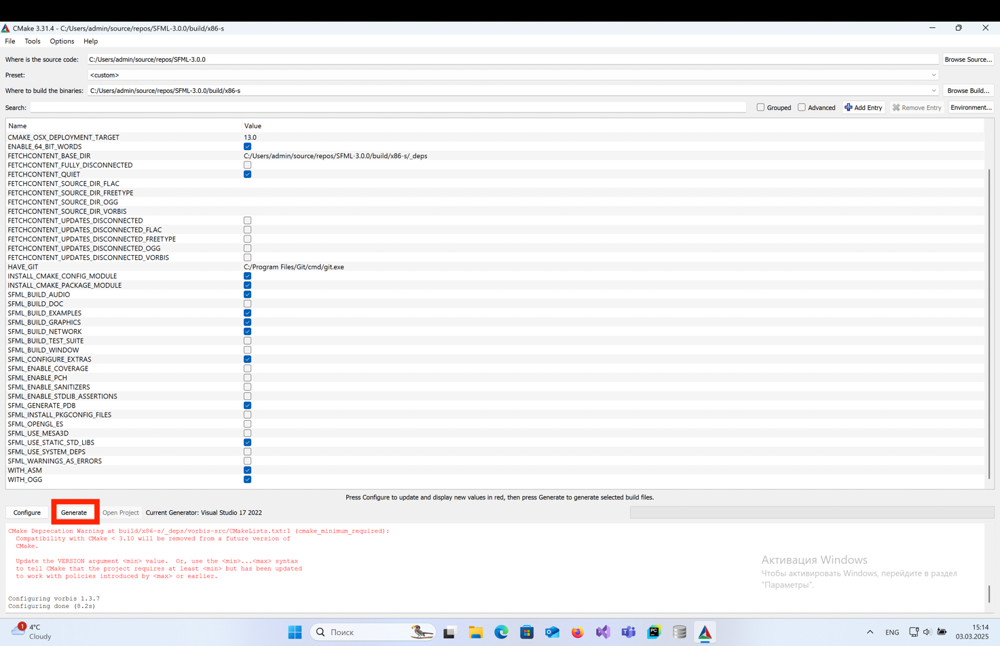 CMake 3.31.4 - C:/Users/admin/source/repos/SFML-3.0.0/build/x86-s
File Tools Options Help
Where is the source code: C:/Users/admin/source/repos/SFML-3.0.0 Browse Source...
Preset: <custom>
Where to build the binaries: C:/Users/admin/source/repos/SFML-3.0.0/build/x86-s Browse Build...
Search: Grouped Advanced Add Entry Remove Entry Environment...
Name Value
CMAKE_OSX_DEPLOYMENT_TARGET 13.0
ENABLE_64_BIT_WORDS
FETCHCONTENT_BASE_DIR C:/Users/admin/source/repos/SFML-3.0.0/build/x86-s/_deps
FETCHCONTENT_FULLY_DISCONNECTED
FETCHCONTENT_QUIET
FETCHCONTENT_SOURCE_DIR_FLAC
FETCHCONTENT_SOURCE_DIR_FREETYPE
FETCHCONTENT_SOURCE_DIR_OGG
FETCHCONTENT_SOURCE_DIR_VORBIS
FETCHCONTENT_UPDATES_DISCONNECTED
FETCHCONTENT_UPDATES_DISCONNECTED_FLAC
FETCHCONTENT_UPDATES_DISCONNECTED_FREETYPE
FETCHCONTENT_UPDATES_DISCONNECTED_OGG
FETCHCONTENT_UPDATES_DISCONNECTED_VORBIS
HAVE_GIT C:/Program Files/Git/cmd/git.exe
INSTALL_CMAKE_CONFIG_MODULE
INSTALL_CMAKE_PACKAGE_MODULE
SFML_BUILD_AUDIO
SFML_BUILD_DOC
SFML_BUILD_EXAMPLES
SFML_BUILD_GRAPHICS
SFML_BUILD_NETWORK
SFML_BUILD_TEST_SUITE
SFML_BUILD_WINDOW
SFML_CONFIGURE_EXTRAS
SFML_ENABLE_COVERAGE
SFML_ENABLE_PCH
SFML_ENABLE_SANITIZERS
SFML_ENABLE_STDLIB_ASSERTIONS
SFML_GENERATE_PDB
SFML_INSTALL_PKGCONFIG_FILES
SFML_OPENGL_ES
SFML_USE_MESA3D
SFML_USE_STATIC_STD_LIBS
SFML_USE_SYSTEM_DEPS
SFML_WARNINGS_AS_ERRORS
WITH_ASM
WITH_OGG
Press Configure to update and display new values in red, then press Generate to generate selected build files.
Configure Generate Open Project Current Generator: Visual Studio 17 2022
CMake Deprecation Warning at build/x86-s/_deps/vorbis-src/CMakeLists.txt:1 (cmake_minimum_required):
Compatibility with CMake < 3.10 will be removed from a future version of
CMake.
Update the VERSION argument <min> value. Or, use the <min>...<max> syntax
to tell CMake that the project requires at least <min> but has been updated
to work with policies introduced by <max> or earlier.
Configuring vorbis 1.3.7
Configuring done (8.2s)
Активация Windows
Чтобы активировать Windows, перейдите в раздел
"Параметры".
1
4°C
Cloudy
Поиск
PC
ENG
15:14
03.03.2025